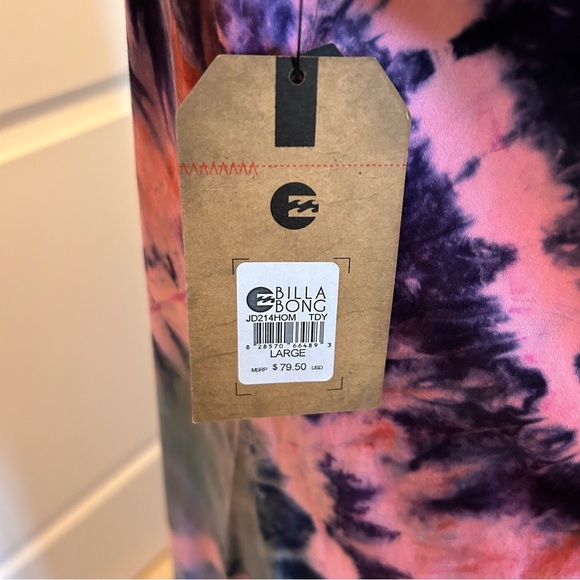 BILLA
BONG
JD214HOM TDY
8 28570 66489 3
LARGE
MSRP $ 79.50 USD